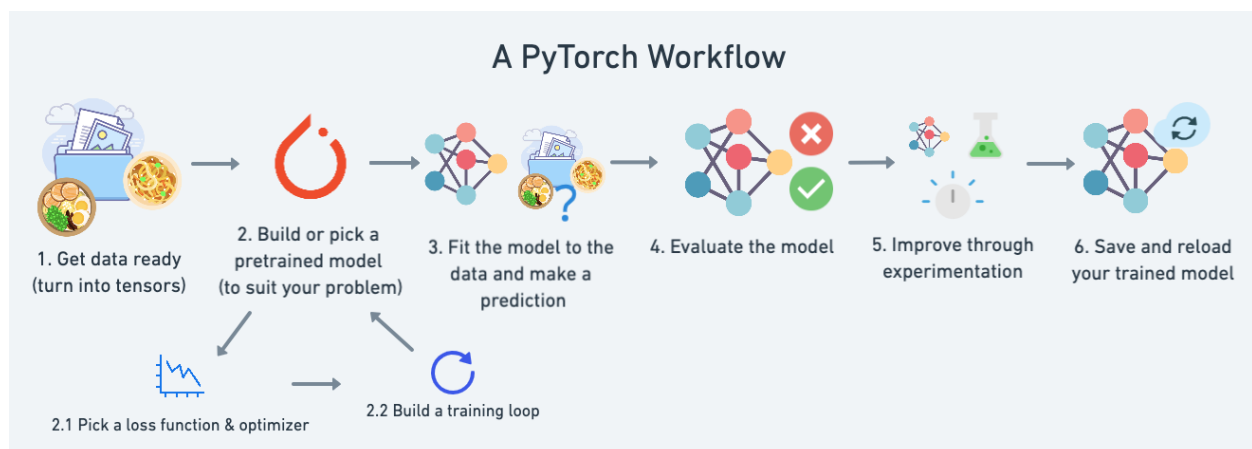 A PyTorch Workflow
1. Get data ready
(turn into tensors)
2. Build or pick a
pretrained model
(to suit your problem)
3. Fit the model to the
data and make a
prediction
4. Evaluate the model
5. Improve through
experimentation
6. Save and reload
your trained model
2.1 Pick a loss function & optimizer
2.2 Build a training loop